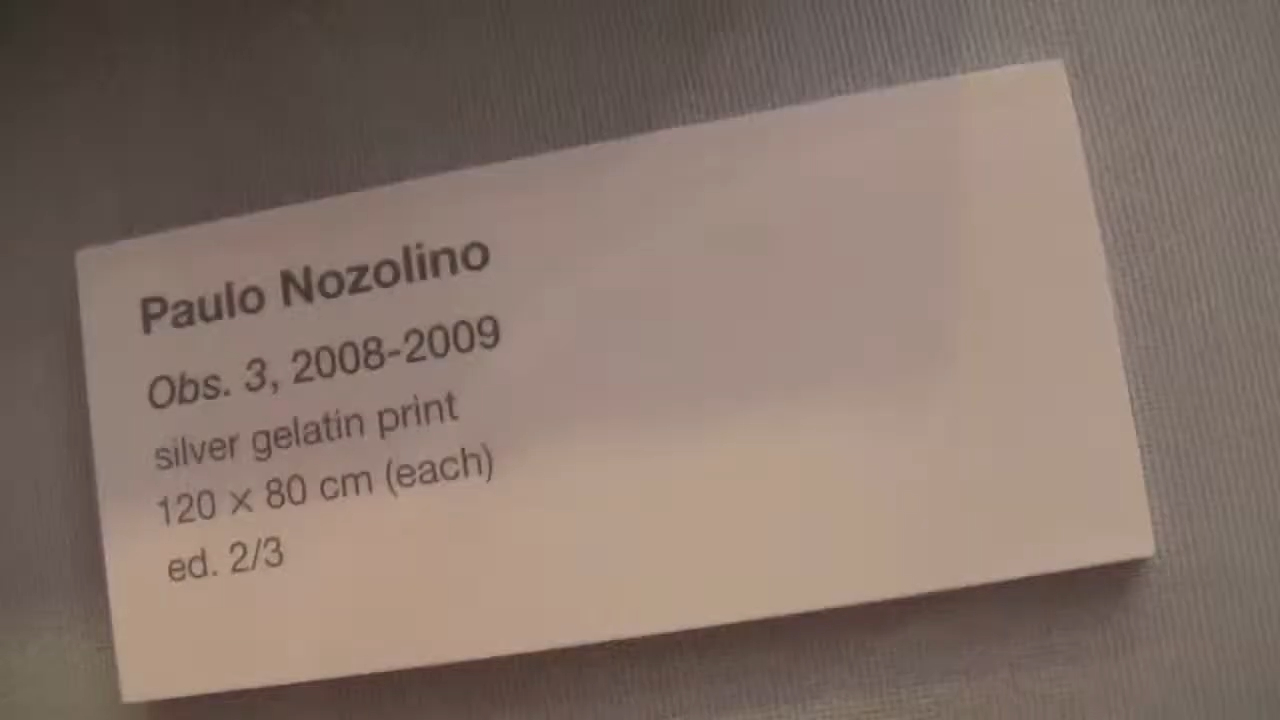 Paulo Nozolino
Obs. 3, 2008-2009
silver gelatin print
120 × 80 cm (each)
ed. 2/3